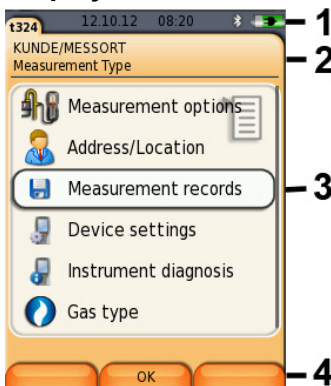 t324 12.10.12 08:20 1
KUNDE/MESSORT
Measurement Type 2
Measurement options
Address/Location
Measurement records 3
Device settings
Instrument diagnosis
Gas type
OK 4